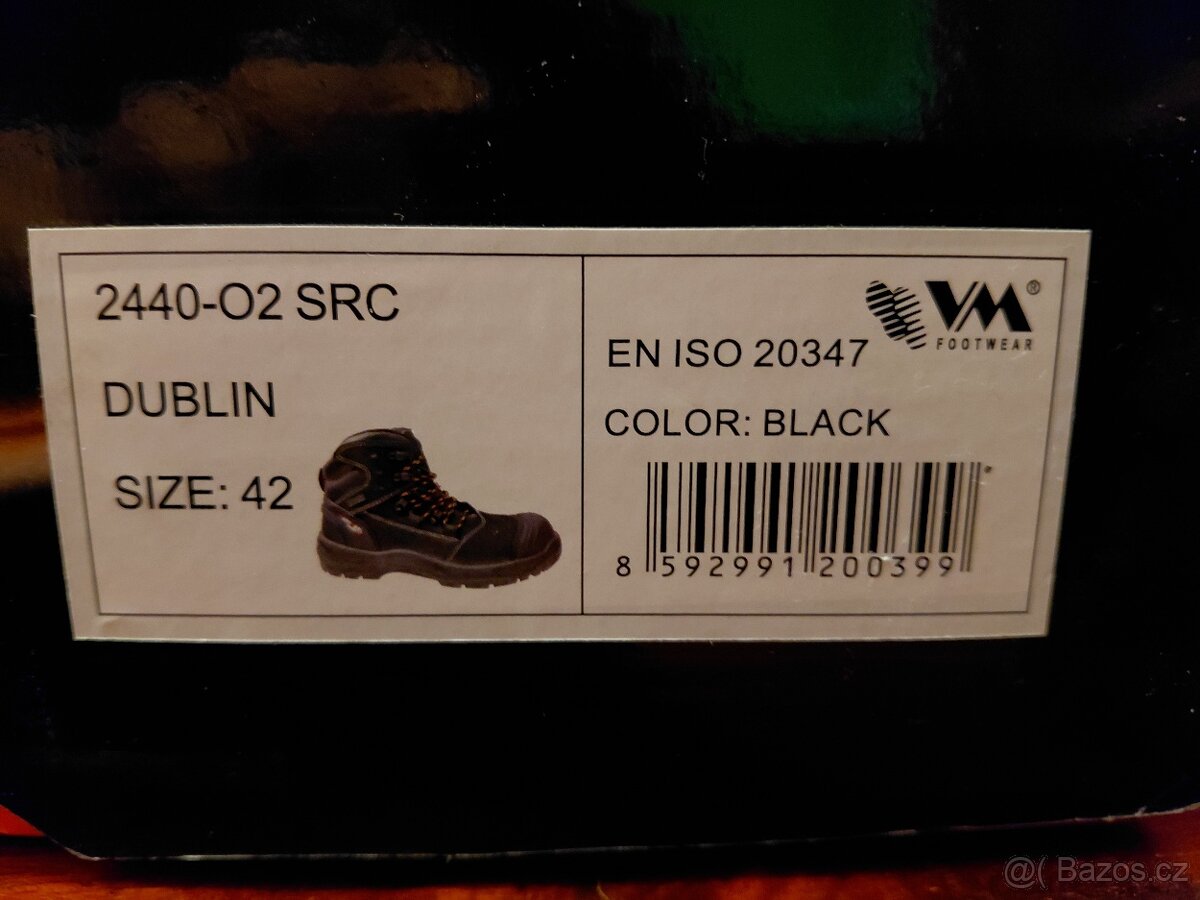 2440-O2 SRC
DUBLIN
SIZE: 42
VM®
FOOTWEAR
EN ISO 20347
COLOR: BLACK
8 592991 200399
@( Bazos.cz